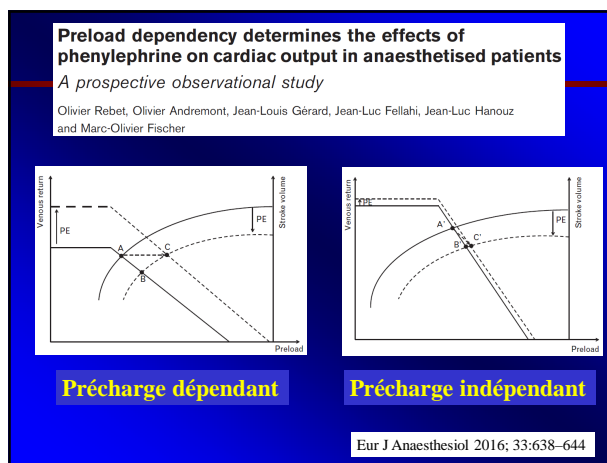 Preload dependency determines the effects of
phenylephrine on cardiac output in anaesthetised patients
A prospective observational study
Olivier Rebet, Olivier Andremont, Jean-Louis Gérard, Jean-Luc Fellahi, Jean-Luc Hanouz
and Marc-Olivier Fischer
Venous return
PE
A
B
C
PE
Stroke volume
Preload
Venous return
PE
A'
B'
C'
PE
Stroke volume
Preload
Précharge dépendant
Précharge indépendant
Eur J Anaesthesiol 2016; 33:638–644